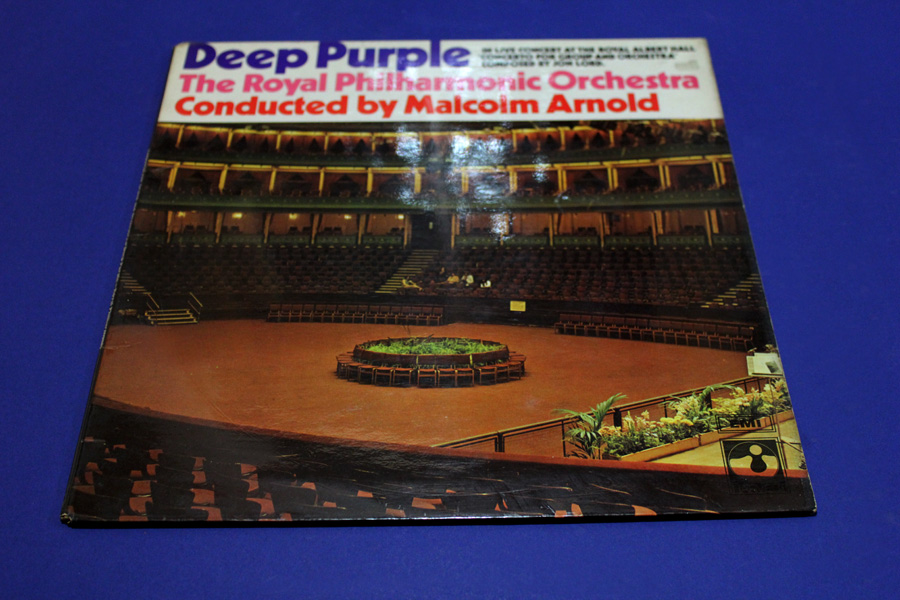 Deep Purple
IN LIVE CONCERT AT THE ROYAL ALBERT HALL
'CONCERTO FOR GROUP AND ORCHESTRA'
COMPOSED BY JON LORD.
The Royal Philharmonic Orchestra
Conducted by Malcolm Arnold
EMI